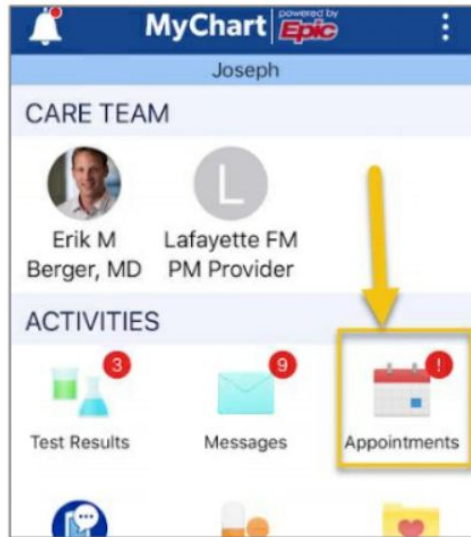 MyChart powered by Epic
Joseph
CARE TEAM
L
Erik M Lafayette FM
Berger, MD PM Provider
ACTIVITIES
3 9 !
Test Results Messages Appointments